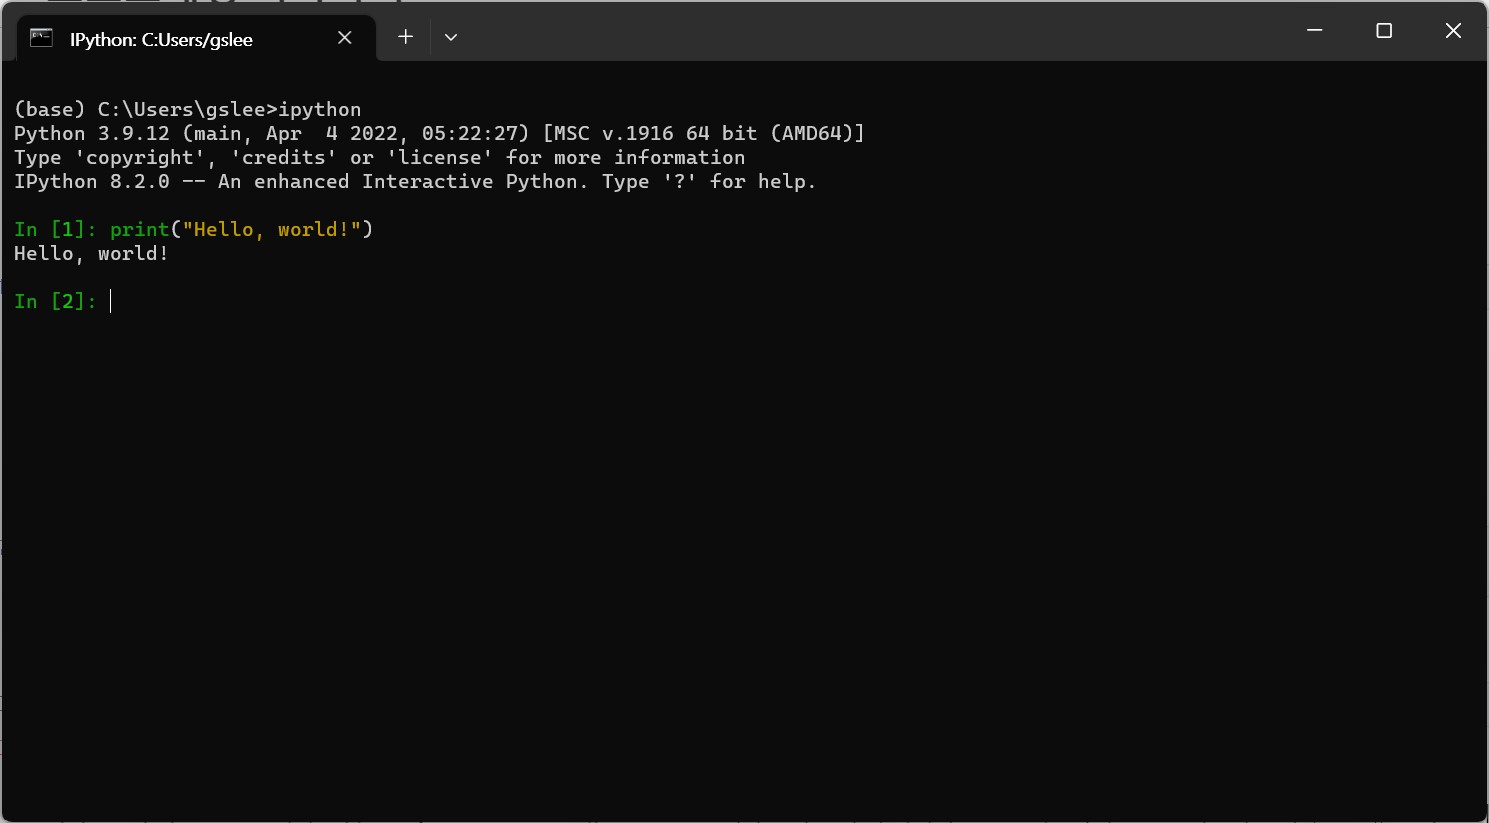 IPython: C:Users/gslee
(base) C:\Users\gslee>ipython
Python 3.9.12 (main, Apr  4 2022, 05:22:27) [MSC v.1916 64 bit (AMD64)]
Type 'copyright', 'credits' or 'license' for more information
IPython 8.2.0 -- An enhanced Interactive Python. Type '?' for help.
In [1]: print("Hello, world!")
Hello, world!
In [2]: